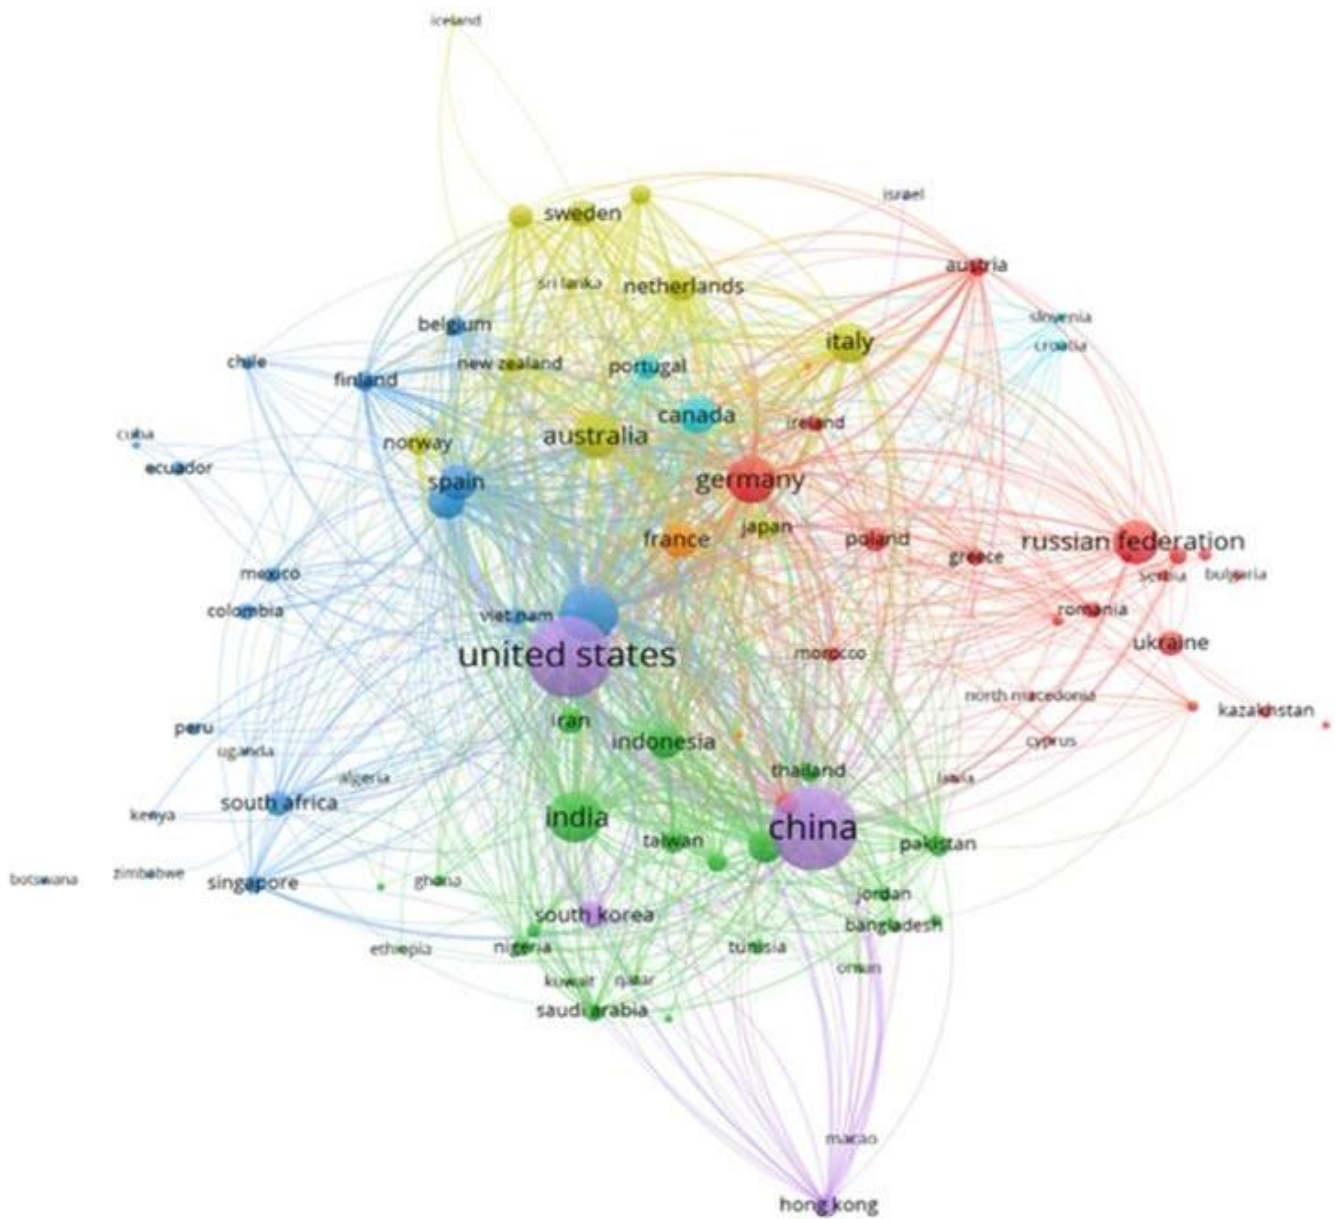 iceland
israel
sweden
austria
sri lanka
netherlands
slovenia
belgium
italy
croatia
chile
new zealand
portugal
finland
canada
ireland
cuba
norway
australia
ecuador
spain
germany
japan
france
poland
russian federation
greece
mexico
serbia
bulgaria
colombia
viet nam
romania
united states
morocco
ukraine
north macedonia
iran
kazakhstan
peru
indonesia
cyprus
uganda
thailand
algeria
south africa
kenya
india
china
taiwan
pakistan
botswana
zimbabwe
singapore
ghana
jordan
south korea
bangladesh
ethiopia
nigeria
tunisia
oman
kuwait
qatar
saudi arabia
macao
hong kong